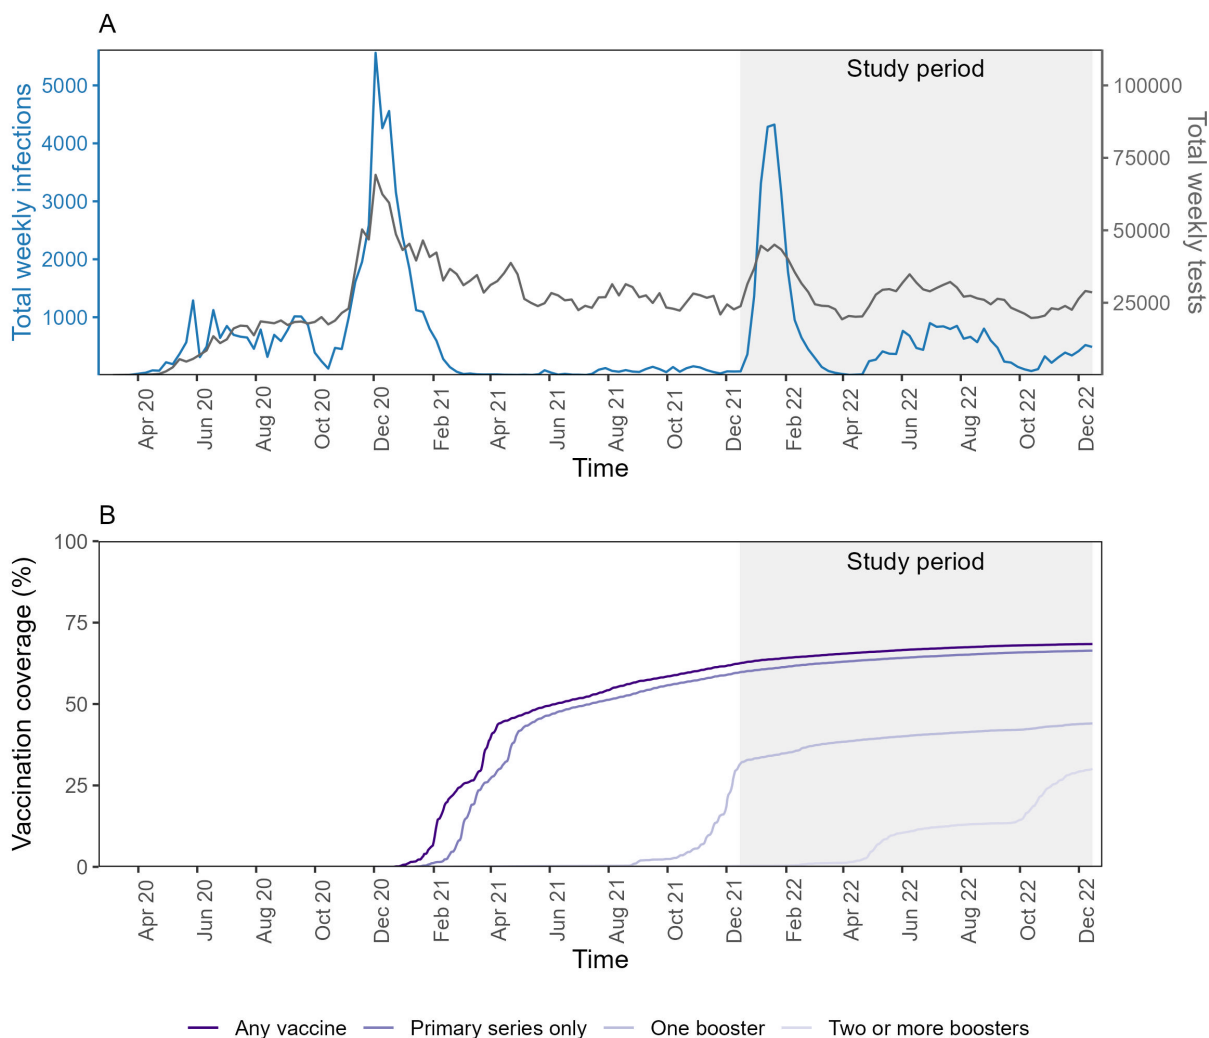 A
Study period
Total weekly infections
5000
4000
3000
2000
1000
100000
75000
50000
25000
Total weekly tests
Apr 20 Jun 20 Aug 20 Oct 20 Dec 20 Feb 21 Apr 21 Jun 21 Aug 21 Oct 21 Dec 21 Feb 22 Apr 22 Jun 22 Aug 22 Oct 22 Dec 22
Time
B
Study period
Vaccination coverage (%)
100
75
50
25
0
Apr 20 Jun 20 Aug 20 Oct 20 Dec 20 Feb 21 Apr 21 Jun 21 Aug 21 Oct 21 Dec 21 Feb 22 Apr 22 Jun 22 Aug 22 Oct 22 Dec 22
Time
Any vaccine Primary series only One booster Two or more boosters